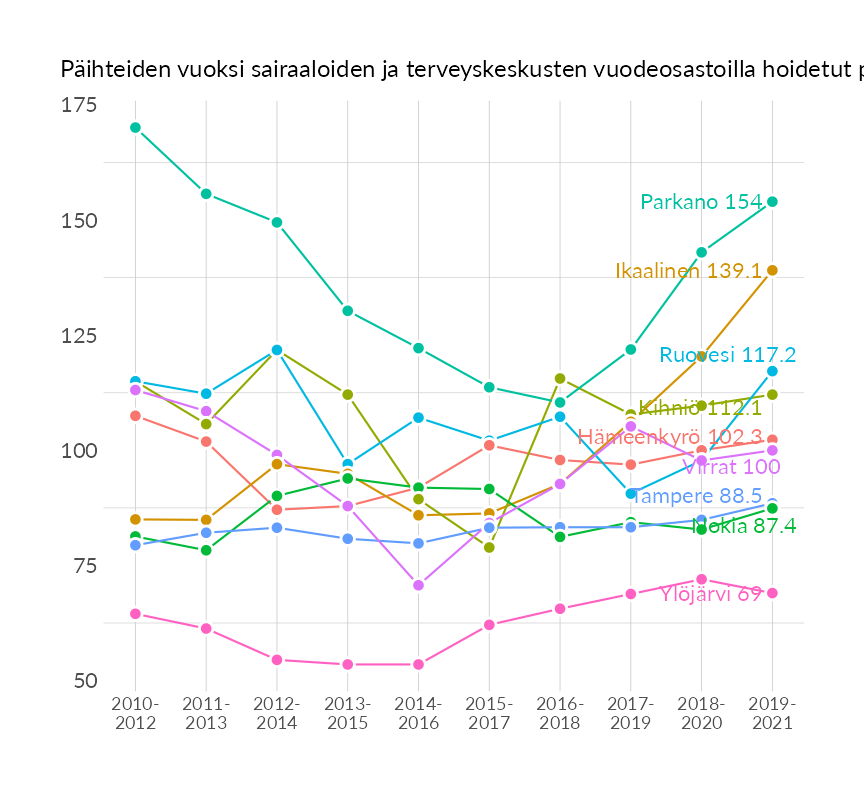 Päihteiden vuoksi sairaaloiden ja terveyskeskusten vuodeosastoilla hoidetut
175
150
125
100
75
50
Parkano 154
Ikaalinen 139.1
Ruovesi 117.2
Kihniö 112.1
Hämeenkyrö 102.3
Virrat 100
Tampere 88.5
Nokia 87.4
Ylöjärvi 69
2010-
2012
2011-
2013
2012-
2014
2013-
2015
2014-
2016
2015-
2017
2016-
2018
2017-
2019
2018-
2020
2019-
2021